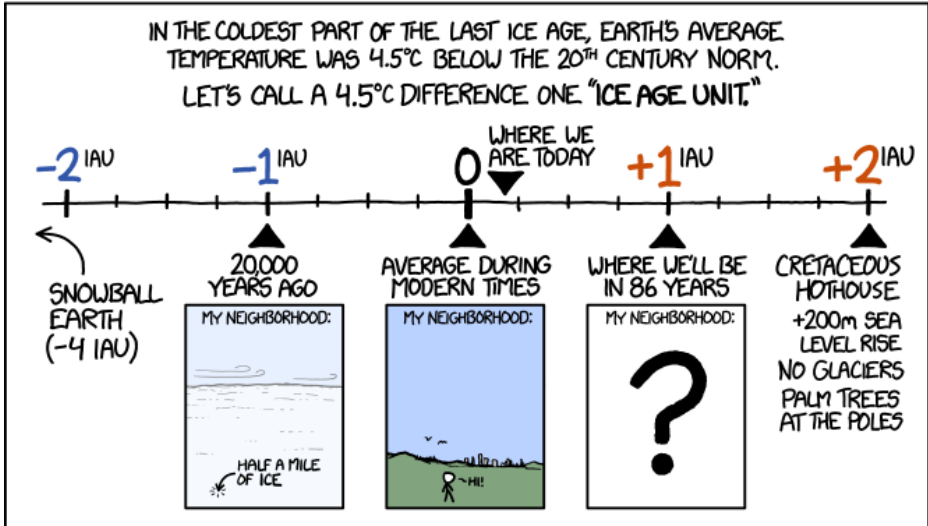 IN THE COLDEST PART OF THE LAST ICE AGE, EARTH'S AVERAGE
TEMPERATURE WAS 4.5°C BELOW THE 20TH CENTURY NORM.
LET'S CALL A 4.5°C DIFFERENCE ONE "ICE AGE UNIT."
-2 IAU
-1 IAU
0
WHERE WE
ARE TODAY
+1 IAU
+2 IAU
SNOWBALL
EARTH
(-4 IAU)
20,000
YEARS AGO
MY NEIGHBORHOOD:
HALF A MILE
OF ICE
AVERAGE DURING
MODERN TIMES
MY NEIGHBORHOOD:
HI!
WHERE WE'LL BE
IN 86 YEARS
MY NEIGHBORHOOD:
?
CRETACEOUS
HOTHOUSE
+200m SEA
LEVEL RISE
NO GLACIERS
PALM TREES
AT THE POLES